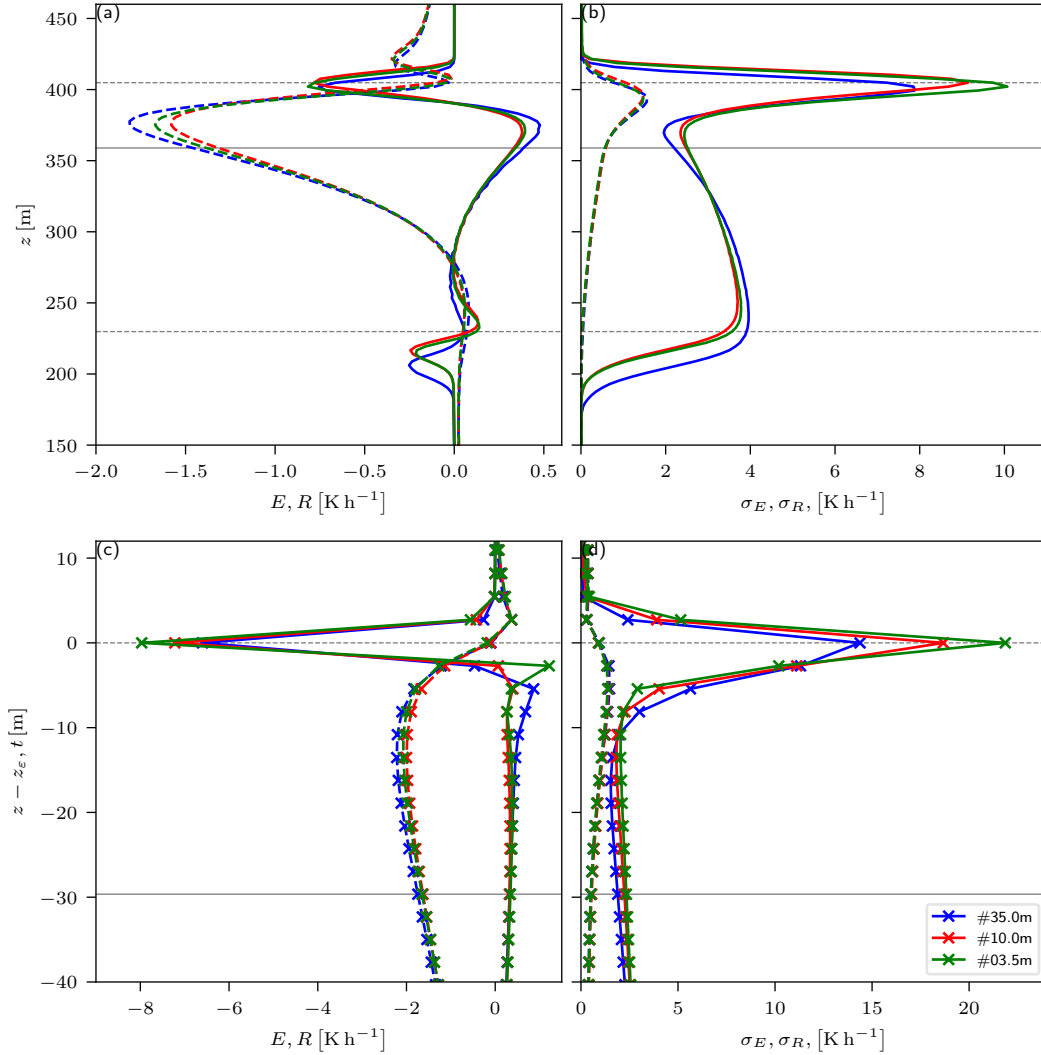 (a)
(b)
450
400
350
300
250
200
150
z [m]
−2.0 −1.5 −1.0 −0.5 0.0 0.5
0 2 4 6 8 10
E, R [K h⁻¹]
σ_E, σ_R, [K h⁻¹]
(c)
(d)
10
0
−10
−20
−30
−40
z − z_ε, t [m]
#35.0m
#10.0m
#03.5m
−8 −6 −4 −2 0
0 5 10 15 20
E, R [K h⁻¹]
σ_E, σ_R, [K h⁻¹]